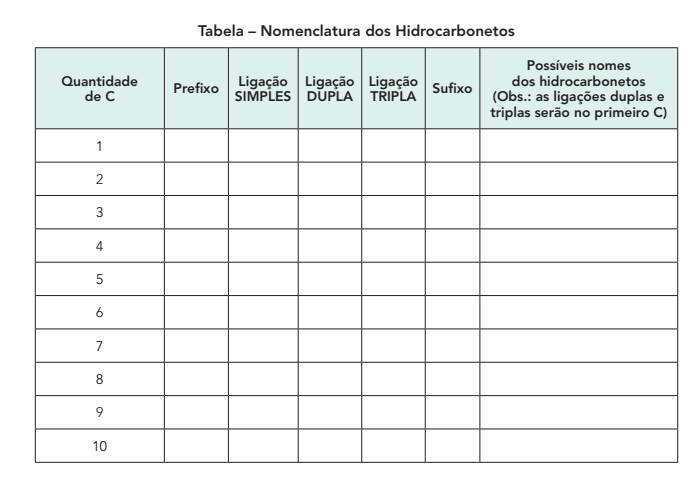 Tabela – Nomenclatura dos Hidrocarbonetos
Quantidade
de C
Prefixo
Ligação
SIMPLES
Ligação
DUPLA
Ligação
TRIPLA
Sufixo
Possíveis nomes
dos hidrocarbonetos
(Obs.: as ligações duplas e
triplas serão no primeiro C)
1
2
3
4
5
6
7
8
9
10